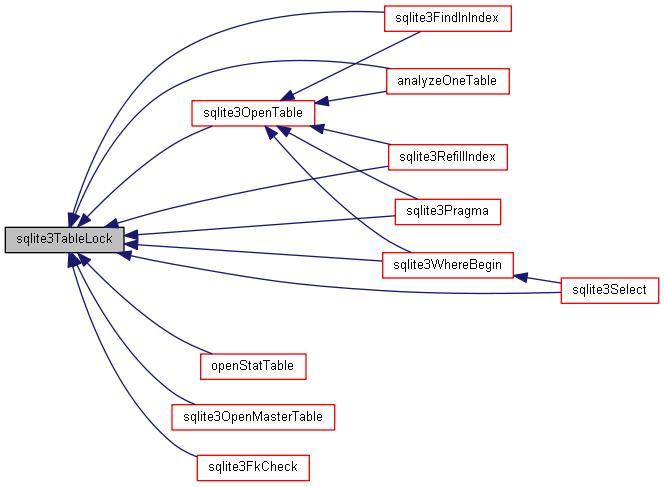 sqlite3FindInIndex
analyzeOneTable
sqlite3OpenTable
sqlite3RefillIndex
sqlite3Pragma
sqlite3TableLock
sqlite3WhereBegin
sqlite3Select
openStatTable
sqlite3OpenMasterTable
sqlite3FkCheck